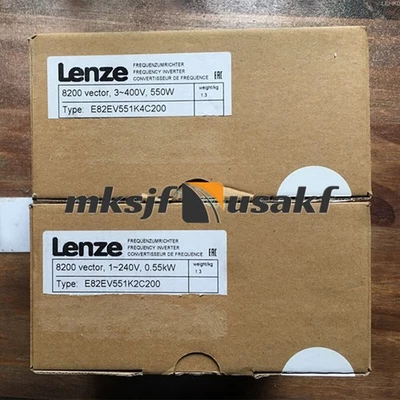 Lenze
FREQUENZUMRICHTER
FREQUENCY INVERTER
CONVERTISSEUR DE FREQUENCE
EAC
8200 vector, 3~400V, 550W
weight/kg
1.3
Type: E82EV551K4C200
mksjf usakf
Lenze
FREQUENZUMRICHTER
FREQUENCY INVERTER
CONVERTISSEUR DE FREQUENCE
EAC
8200 vector, 1~240V, 0.55kW
weight/kg
1.3
Type: E82EV551K2C200